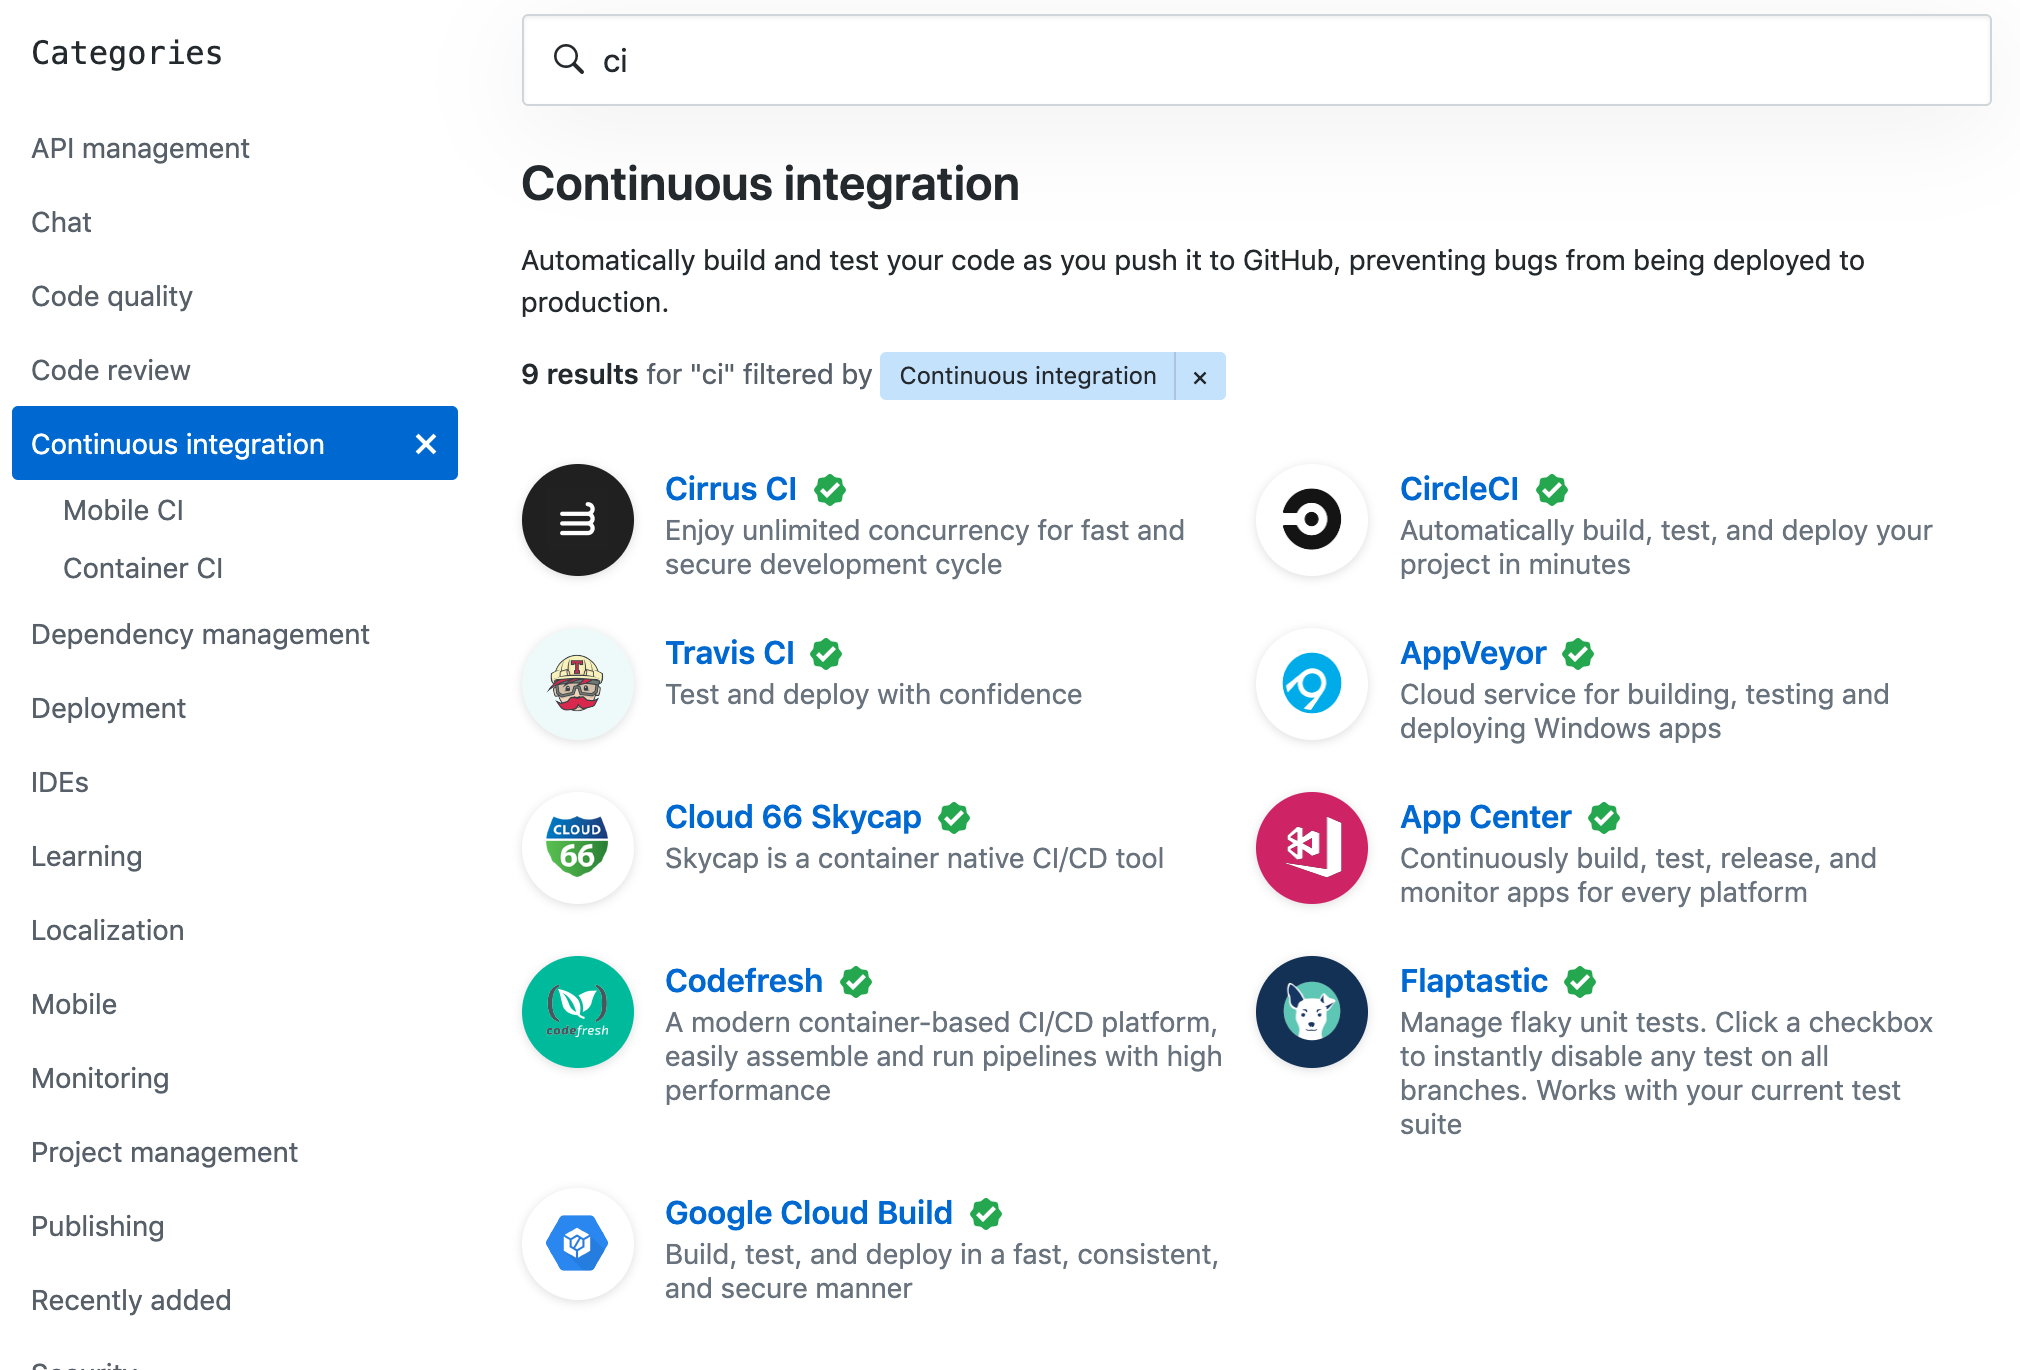 Categories
API management
Chat
Code quality
Code review
Continuous integration
Mobile CI
Container CI
Dependency management
Deployment
IDEs
Learning
Localization
Mobile
Monitoring
Project management
Publishing
Recently added
Security
ci
Continuous integration
Automatically build and test your code as you push it to GitHub, preventing bugs from being deployed to
production.
9 results for "ci" filtered by Continuous integration ×
Cirrus CI
Enjoy unlimited concurrency for fast and
secure development cycle
CircleCI
Automatically build, test, and deploy your
project in minutes
T
Travis CI
Test and deploy with confidence
AppVeyor
Cloud service for building, testing and
deploying Windows apps
CLOUD
66
Cloud 66 Skycap
Skycap is a container native CI/CD tool
App Center
Continuously build, test, release, and
monitor apps for every platform
codefresh
Codefresh
A modern container-based CI/CD platform,
easily assemble and run pipelines with high
performance
Flaptastic
Manage flaky unit tests. Click a checkbox
to instantly disable any test on all
branches. Works with your current test
suite
Google Cloud Build
Build, test, and deploy in a fast, consistent,
and secure manner